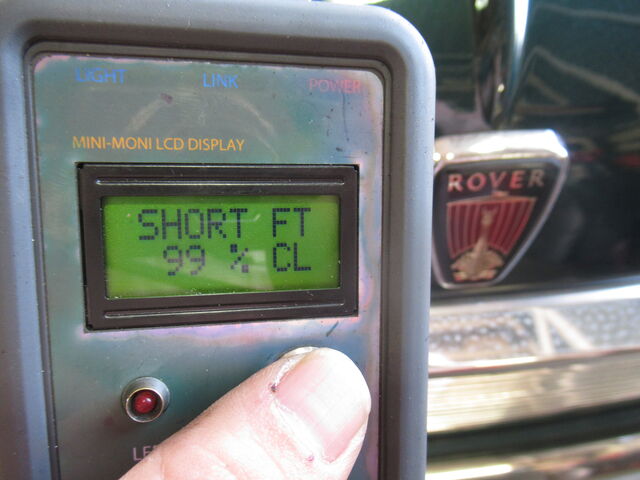 LIGHT LINK POWER
MINI-MONI LCD DISPLAY
SHORT FT
99 % CL
ROVER